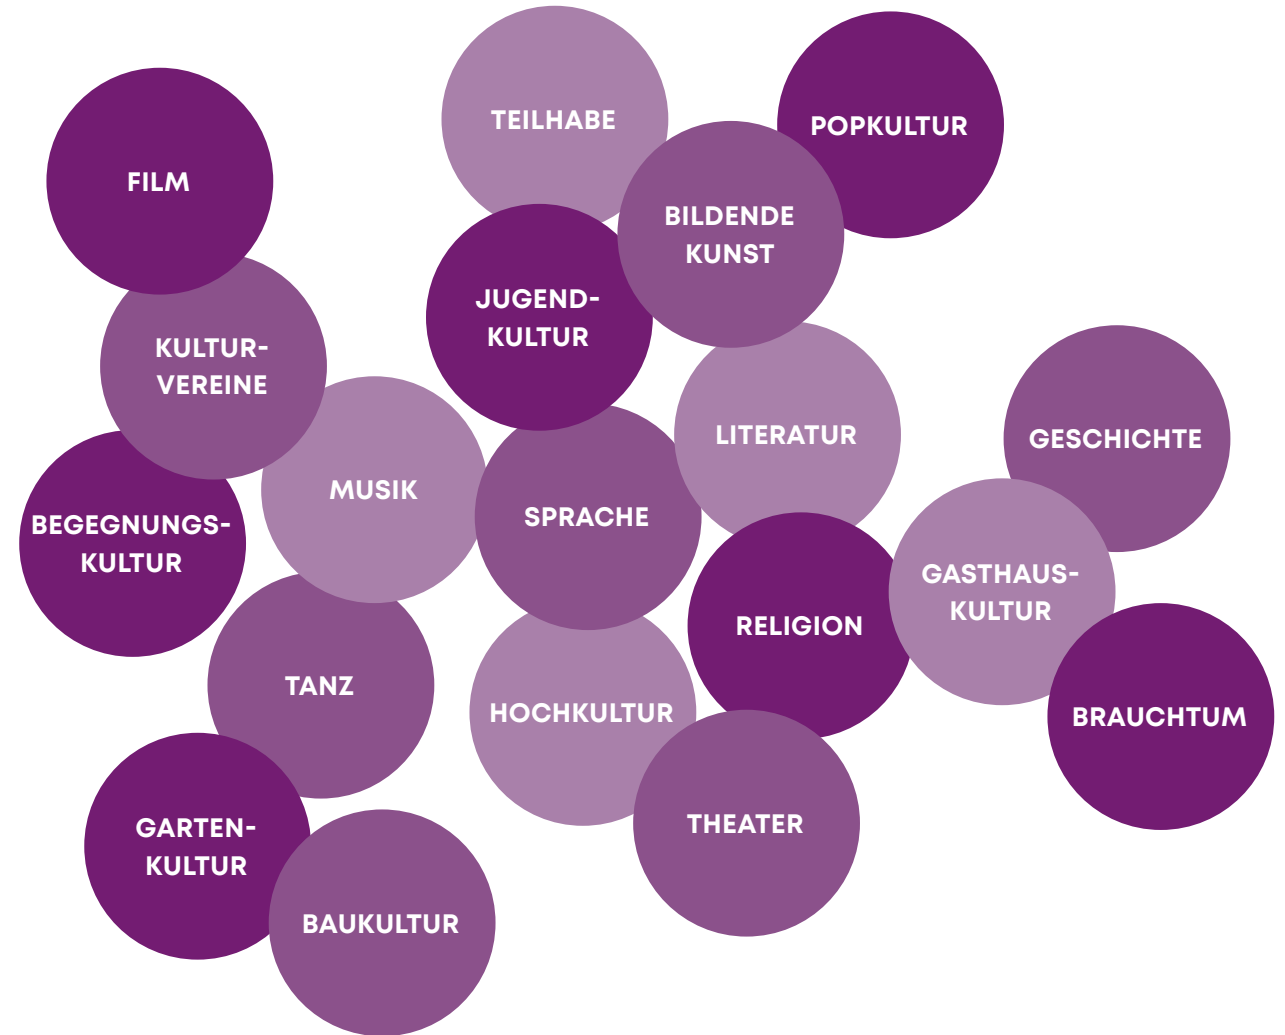 TEILHABE
POPKULTUR
FILM
BILDENDE
KUNST
JUGEND-
KULTUR
KULTUR-
VEREINE
LITERATUR
GESCHICHTE
MUSIK
SPRACHE
BEGEGNUNGS-
KULTUR
GASTHAUS-
KULTUR
RELIGION
TANZ
HOCHKULTUR
BRAUCHTUM
THEATER
GARTEN-
KULTUR
BAUKULTUR